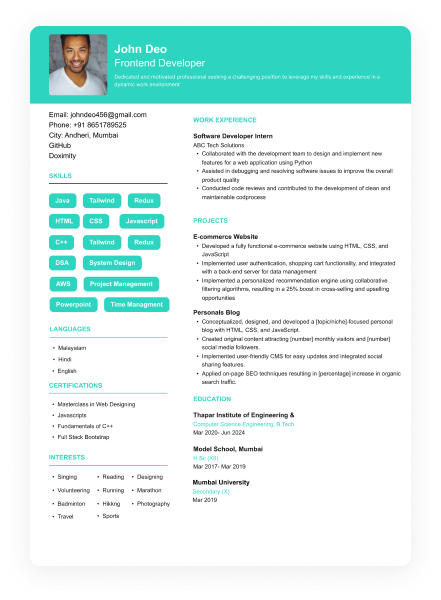 John Deo
Frontend Developer
Dedicated and motivated professional seeking a challenging position to leverage my skills and experience in a
dynamic work environment
Email: johndeo456@gmail.com
Phone: +91 8651789525
City: Andheri, Mumbai
GitHub
Doximity
SKILLS
Java Tailwind Redux
HTML CSS Javascript
C++ Tailwind Redux
DSA System Design
AWS Project Management
Powerpoint Time Managment
LANGUAGES
• Malayalam
• Hindi
• English
CERTIFICATIONS
• Masterclass in Web Designing
• Javascripts
• Fundamentals of C++
• Full Stack Bootstrap
INTERESTS
• Singing • Reading • Designing
• Volunteering • Running • Marathon
• Badminton • Hikkng • Photography
• Travel • Sports
WORK EXPERIENCE
Software Developer Intern
ABC Tech Solutions
• Collaborated with the development team to design and implement new
features for a web application using Python
• Assisted in debugging and resolving software issues to improve the overall
product quality
• Conducted code reviews and contributed to the development of clean and
maintainable codprocess
PROJECTS
E-commerce Website
• Developed a fully functional e-commerce website using HTML, CSS, and
JavaScript
• Implemented user authentication, shopping cart functionality, and integrated
with a back-end server for data management
• Implemented a personalized recommendation engine using collaborative
filtering algorithms, resulting in a 25% boost in cross-selling and upselling
opportunities
Personals Blog
• Conceptualized, designed, and developed a [topic/niche]-focused personal
blog with HTML, CSS, and JavaScript.
• Created original content attracting [number] monthly visitors and [number]
social media followers.
• Implemented user-friendly CMS for easy updates and integrated social
sharing features.
• Applied on-page SEO techniques resulting in [percentage] increase in organic
search traffic.
EDUCATION
Thapar Institute of Engineering &
Computer Science Engineering, B.Tech
Mar 2020- Jun 2024
Model School, Mumbai
H.Sc (XII)
Mar 2017- Mar 2019
Mumbai University
Secondary (X)
Mar 2019